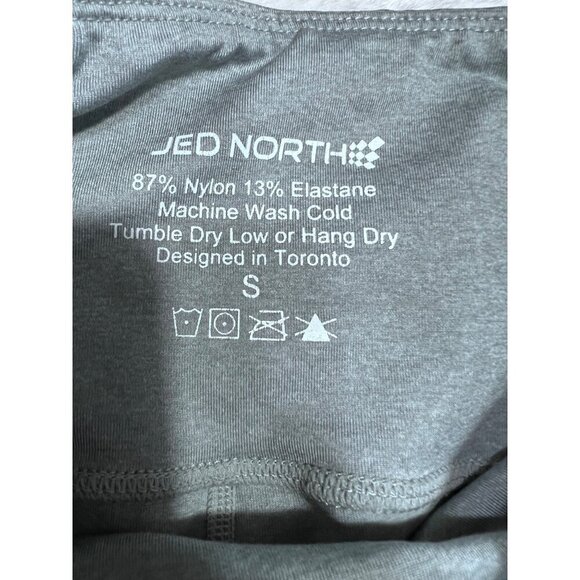 JED NORTH
87% Nylon 13% Elastane
Machine Wash Cold
Tumble Dry Low or Hang Dry
Designed in Toronto
S